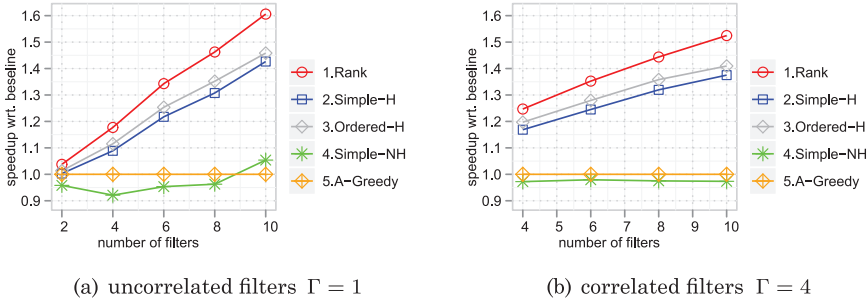 speedup wrt. baseline
1.6
1.5
1.4
1.3
1.2
1.1
1.0
0.9
2 4 6 8 10
number of filters
1.Rank
2.Simple-H
3.Ordered-H
4.Simple-NH
5.A-Greedy
(a) uncorrelated filters Γ = 1
speedup wrt. baseline
1.6
1.5
1.4
1.3
1.2
1.1
1.0
0.9
4 5 6 7 8 9 10
number of filters
1.Rank
2.Simple-H
3.Ordered-H
4.Simple-NH
5.A-Greedy
(b) correlated filters Γ = 4